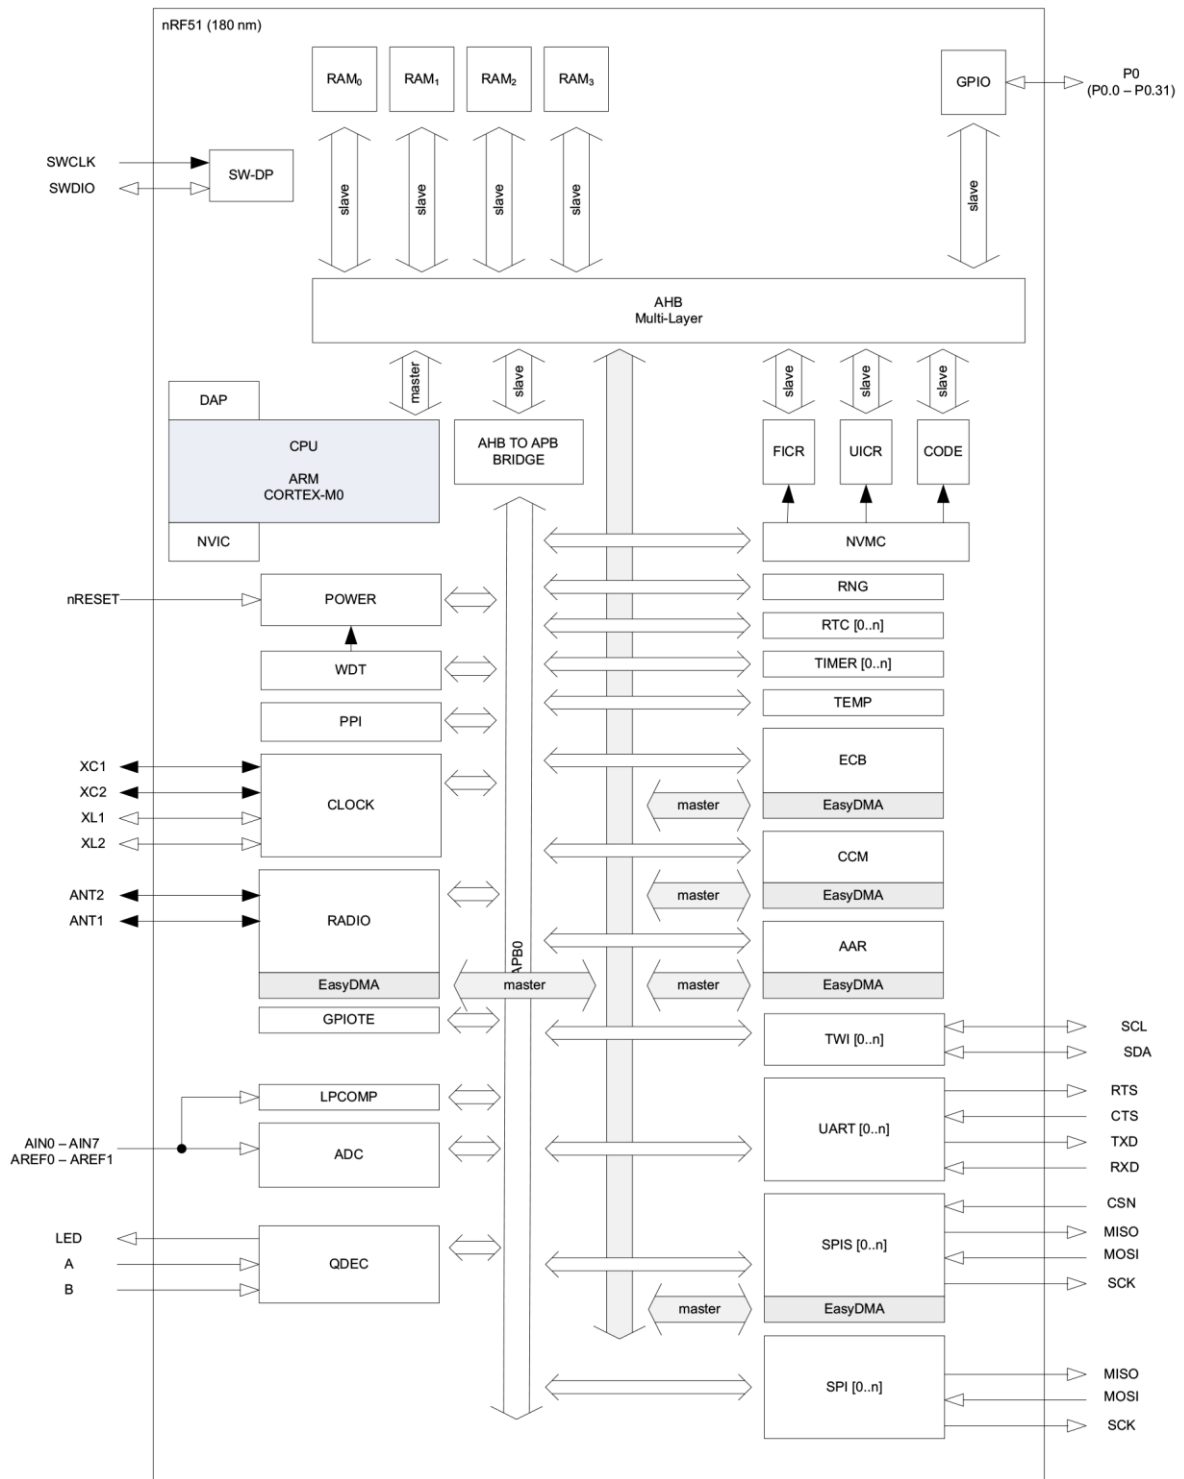 nRF51 (180 nm)
RAM0
RAM1
RAM2
RAM3
GPIO
P0
(P0.0 – P0.31)
SWCLK
SWDIO
SW-DP
slave
slave
slave
slave
slave
AHB
Multi-Layer
master
slave
slave
slave
slave
DAP
CPU
ARM
CORTEX-M0
NVIC
AHB TO APB
BRIDGE
FICR
UICR
CODE
NVMC
nRESET
POWER
RNG
RTC [0..n]
WDT
TIMER [0..n]
TEMP
PPI
XC1
XC2
XL1
XL2
CLOCK
ECB
master
EasyDMA
CCM
master
EasyDMA
ANT2
ANT1
RADIO
EasyDMA
APB0
master
AAR
master
EasyDMA
GPIOTE
TWI [0..n]
SCL
SDA
LPCOMP
AIN0 – AIN7
AREF0 – AREF1
ADC
UART [0..n]
RTS
CTS
TXD
RXD
LED
A
B
QDEC
SPIS [0..n]
CSN
MISO
MOSI
SCK
master
EasyDMA
SPI [0..n]
MISO
MOSI
SCK